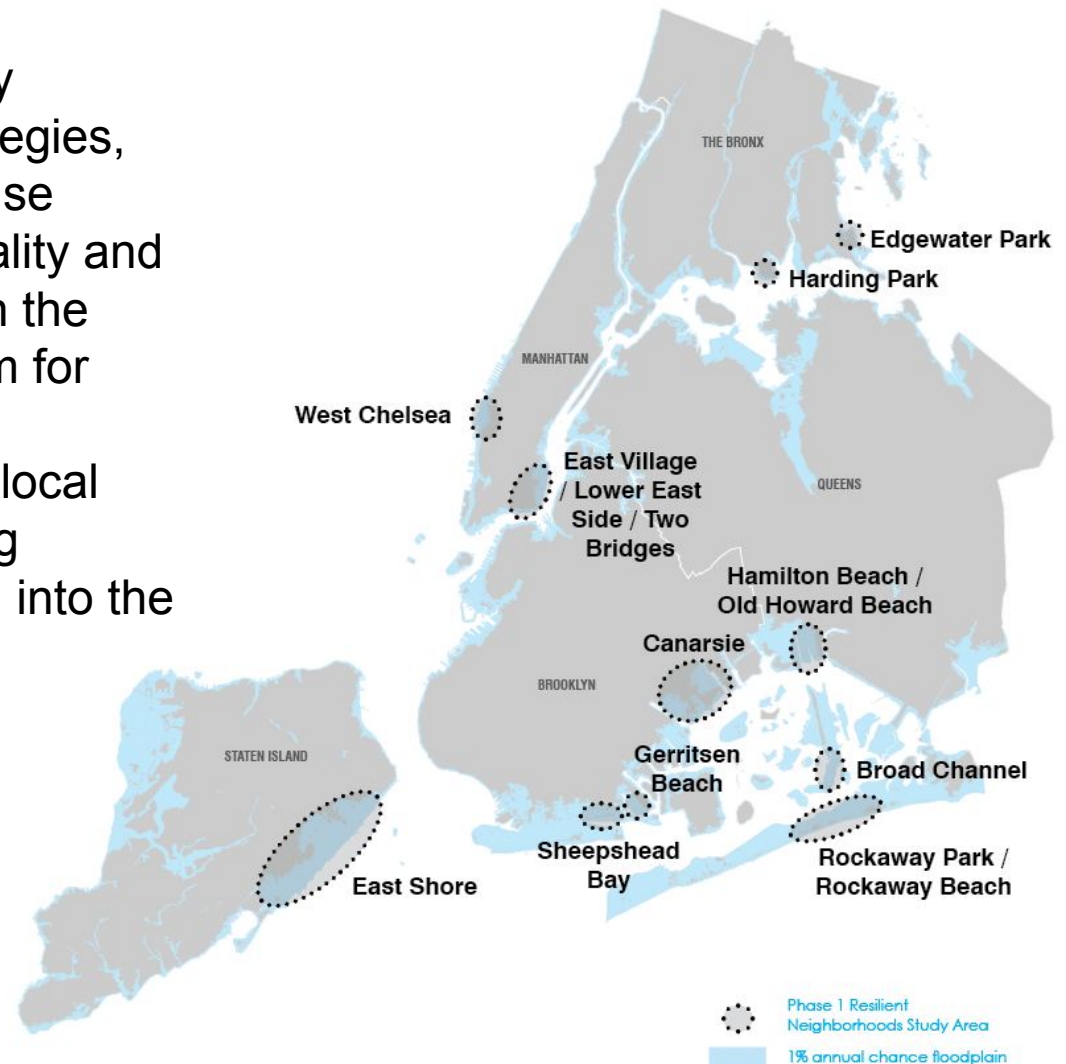 y
egies,
se
ality and
n the
m for
local
g
into the
THE BRONX
Edgewater Park
Harding Park
MANHATTAN
West Chelsea
East Village
/ Lower East
Side / Two
Bridges
QUEENS
Hamilton Beach /
Old Howard Beach
Canarsie
BROOKLYN
STATEN ISLAND
Gerritsen
Beach
Broad Channel
Sheepshead
Bay
Rockaway Park /
Rockaway Beach
East Shore
Phase 1 Resilient
Neighborhoods Study Area
1% annual chance floodplain